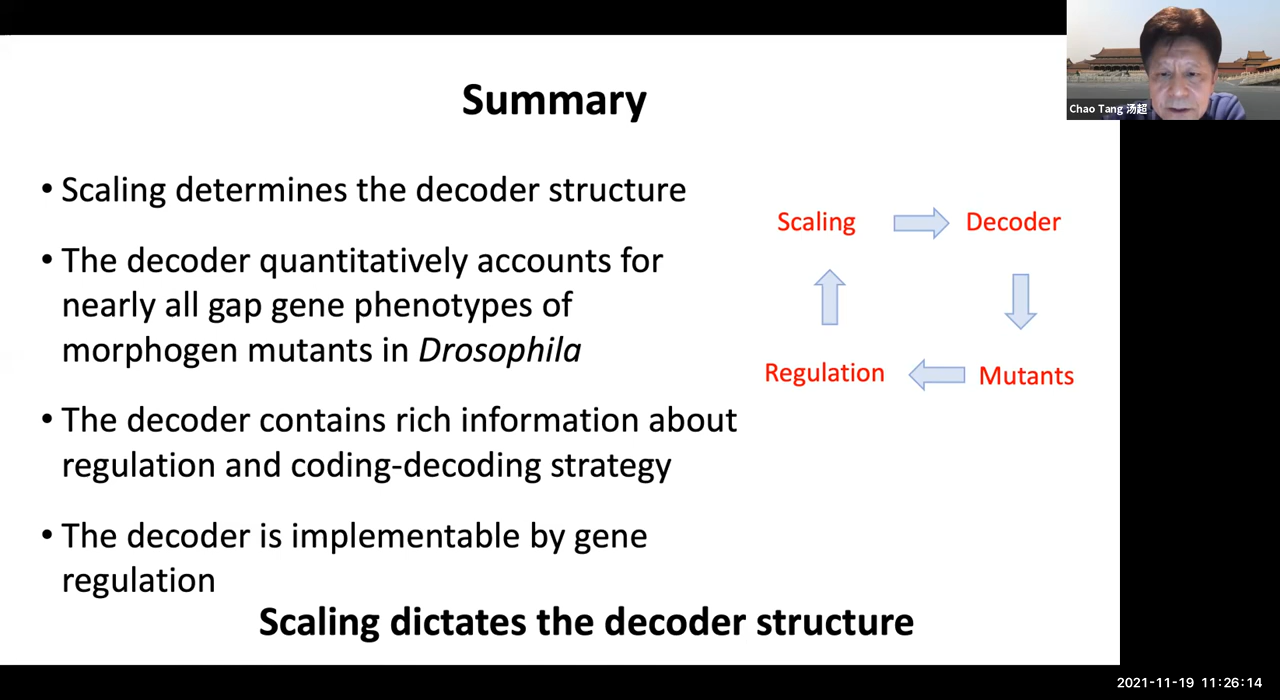 Summary
• Scaling determines the decoder structure
• The decoder quantitatively accounts for
nearly all gap gene phenotypes of
morphogen mutants in Drosophila
• The decoder contains rich information about
regulation and coding-decoding strategy
• The decoder is implementable by gene
regulation
Scaling dictates the decoder structure
Scaling
Decoder
Regulation
Mutants
Chao Tang 汤超
2021-11-19 11:26:14